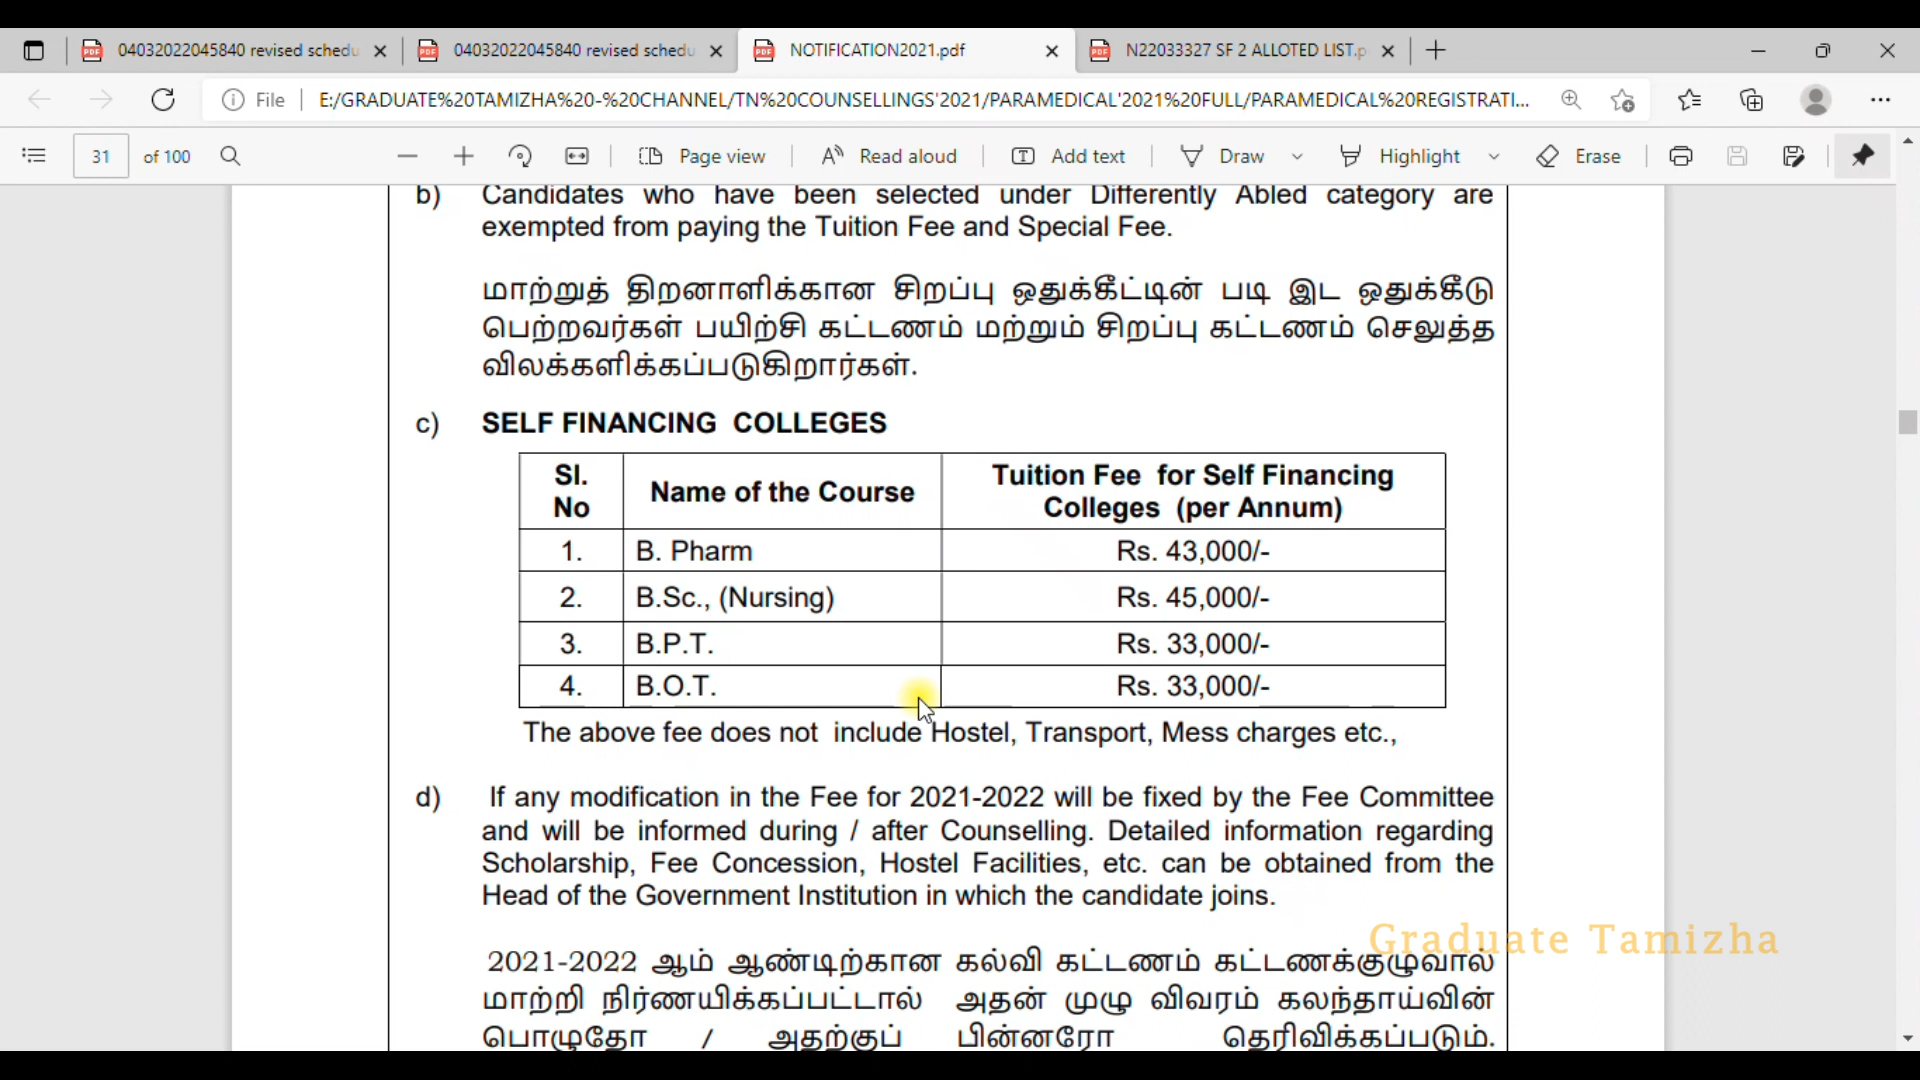 04032022045840 revised schedu
04032022045840 revised schedu
NOTIFICATION2021.pdf
N22033327 SF 2 ALLOTED LIST.p
File
E:/GRADUATE%20TAMIZHA%20-%20CHANNEL/TN%20COUNSELLINGS'2021/PARAMEDICAL'2021%20FULL/PARAMEDICAL%20REGISTRATI...
31 of 100
Page view
Read aloud
Add text
Draw
Highlight
Erase
b) Candidates who have been selected under Differently Abled category are
exempted from paying the Tuition Fee and Special Fee.
மாற்றுத் திறனாளிக்கான சிறப்பு ஒதுக்கீட்டின் படி இட ஒதுக்கீடு
பெற்றவர்கள் பயிற்சி கட்டணம் மற்றும் சிறப்பு கட்டணம் செலுத்த
விலக்களிக்கப்படுகிறார்கள்.
c) SELF FINANCING COLLEGES
Sl. No Name of the Course Tuition Fee for Self Financing Colleges (per Annum)
1. B. Pharm Rs. 43,000/-
2. B.Sc., (Nursing) Rs. 45,000/-
3. B.P.T. Rs. 33,000/-
4. B.O.T. Rs. 33,000/-
The above fee does not include Hostel, Transport, Mess charges etc.,
d) If any modification in the Fee for 2021-2022 will be fixed by the Fee Committee
and will be informed during / after Counselling. Detailed information regarding
Scholarship, Fee Concession, Hostel Facilities, etc. can be obtained from the
Head of the Government Institution in which the candidate joins.
Graduate Tamizha
2021-2022 ஆம் ஆண்டிற்கான கல்வி கட்டணம் கட்டணக்குழுவால்
மாற்றி நிர்ணயிக்கப்பட்டால் அதன் முழு விவரம் கலந்தாய்வின்
பொழுதோ / அதற்குப் பின்னரோ தெரிவிக்கப்படும்.